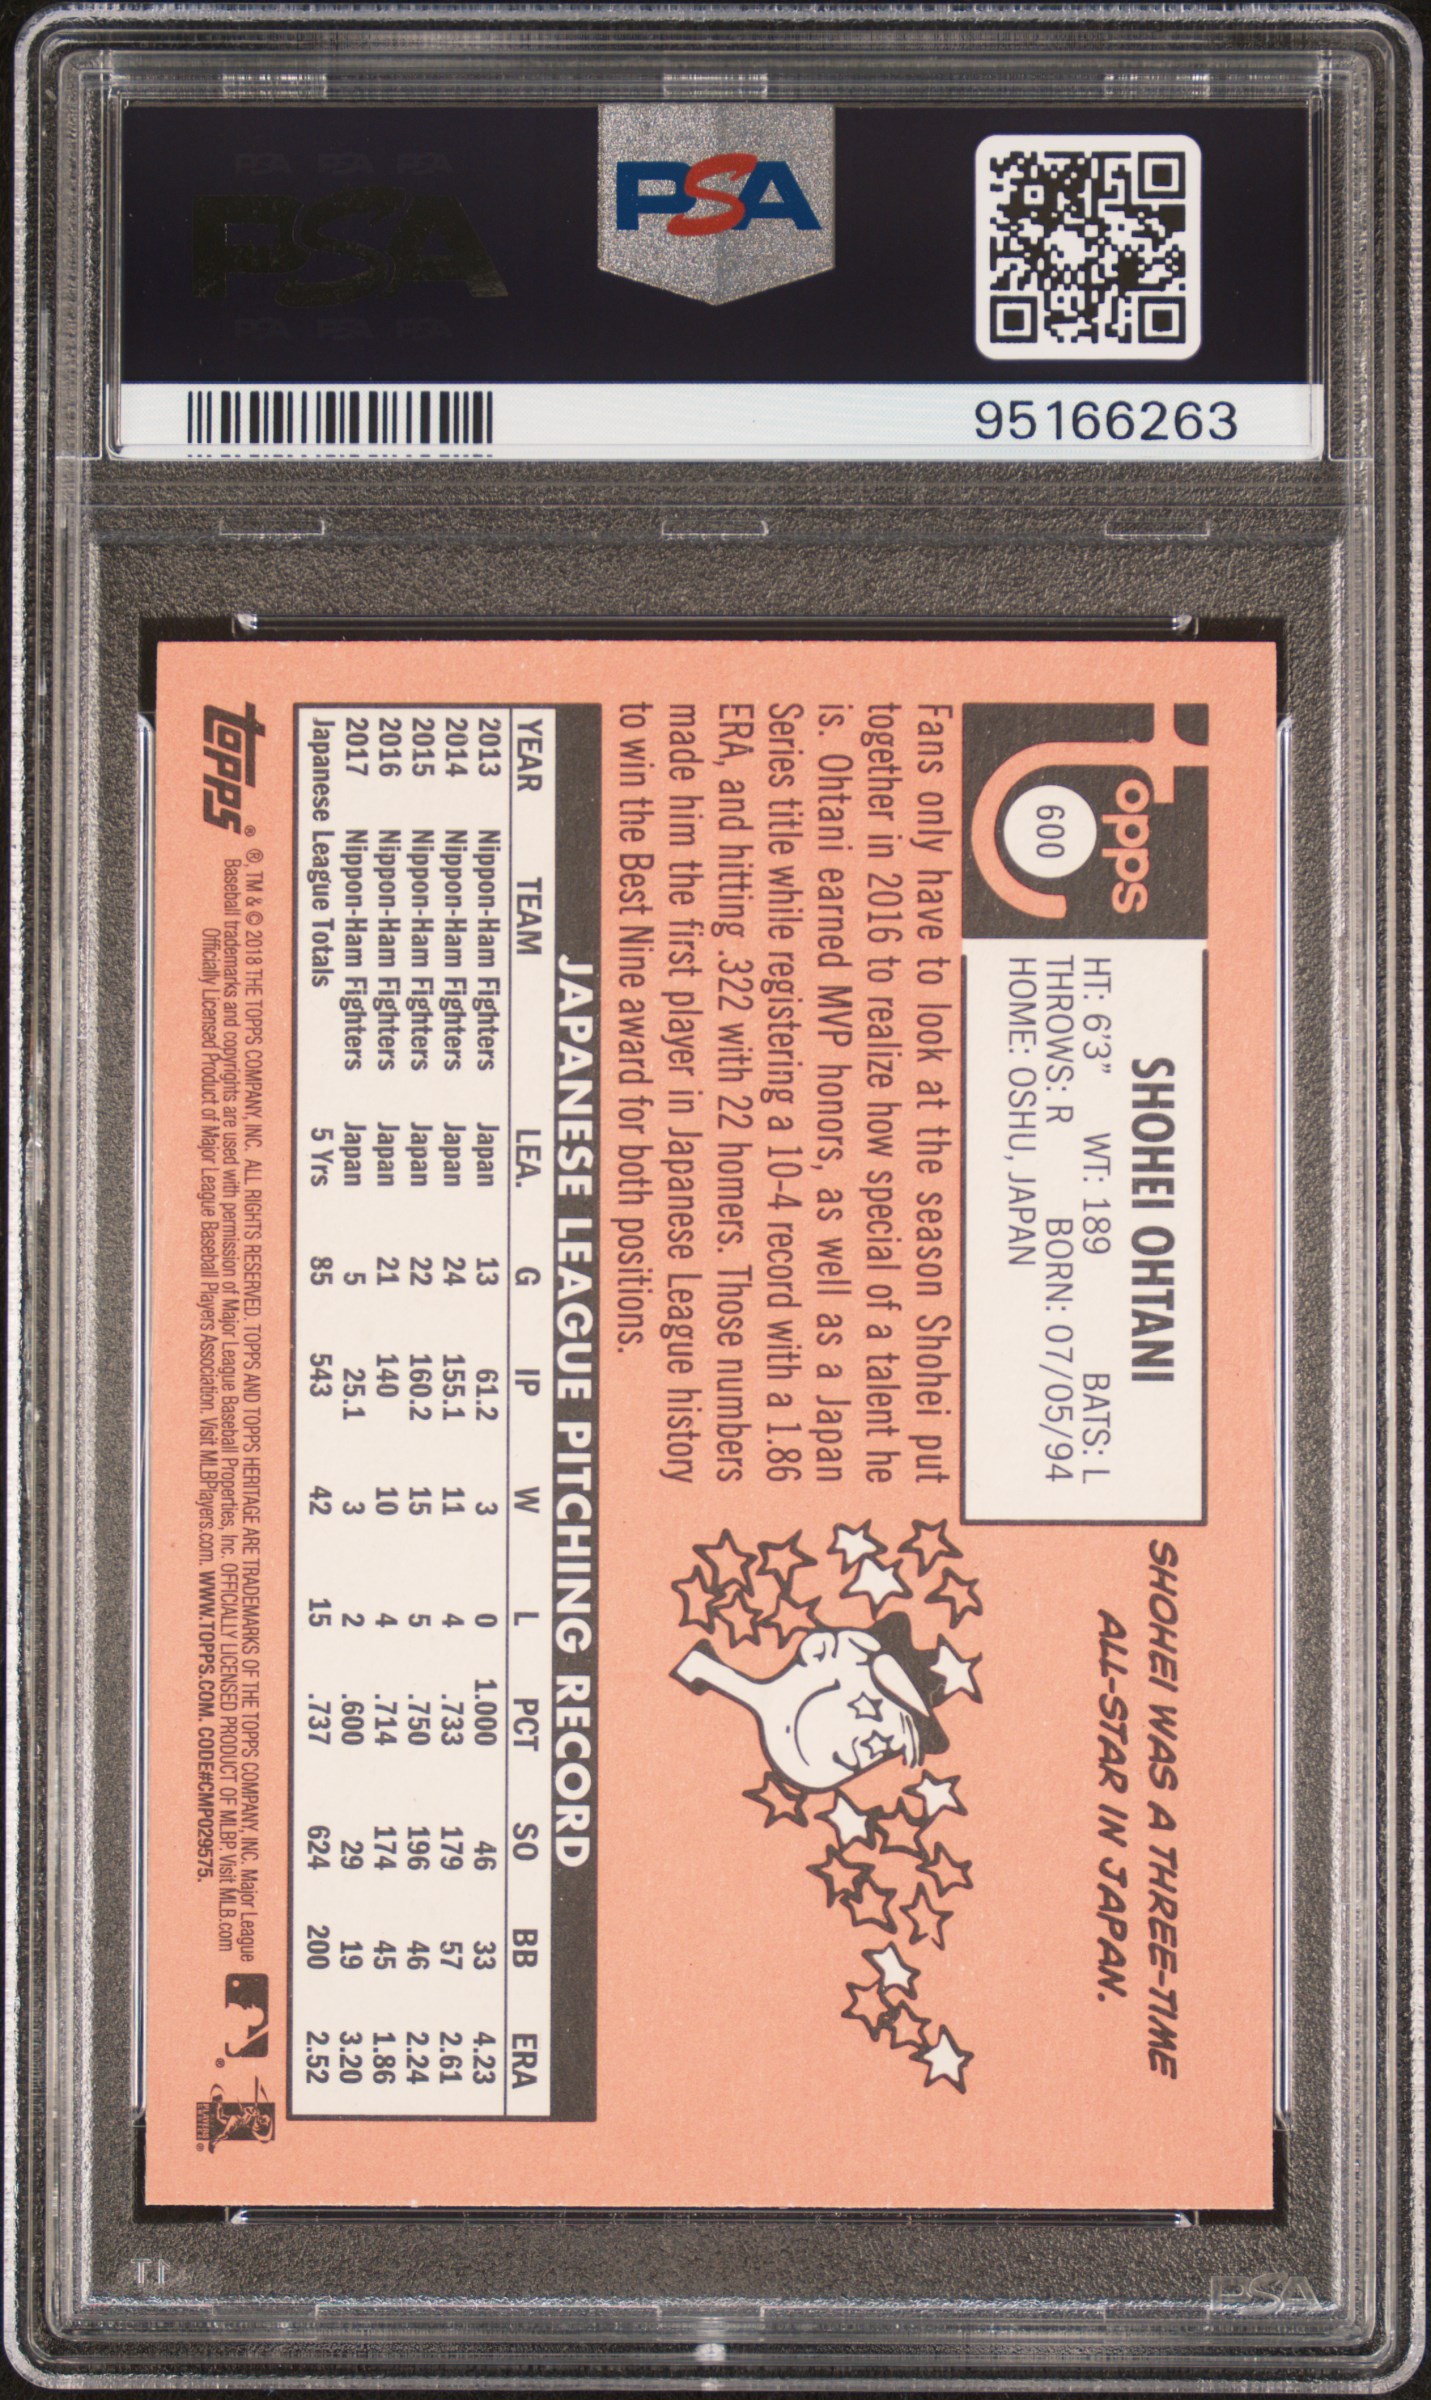 PSA PSA PSA
PSA
PSA PSA PSA
PSA
95166263
Topps
600
SHOHEI OHTANI
HT: 6'3" WT: 189 BATS: L
THROWS: R BORN: 07/05/94
HOME: OSHU, JAPAN
SHOHEI WAS A THREE-TIME
ALL-STAR IN JAPAN.
Fans only have to look at the season Shohei put
together in 2016 to realize how special of a talent he
is. Ohtani earned MVP honors, as well as a Japan
Series title while registering a 10-4 record with a 1.86
ERA, and hitting .322 with 22 homers. Those numbers
made him the first player in Japanese League history
to win the Best Nine award for both positions.
JAPANESE LEAGUE PITCHING RECORD
YEAR TEAM LEA. G IP W L PCT SO BB ERA
2013 Nippon-Ham Fighters Japan 13 61.2 3 0 1.000 46 33 4.23
2014 Nippon-Ham Fighters Japan 24 155.1 11 4 .733 179 57 2.61
2015 Nippon-Ham Fighters Japan 22 160.2 15 5 .750 196 46 2.24
2016 Nippon-Ham Fighters Japan 21 140 10 4 .714 174 45 1.86
2017 Nippon-Ham Fighters Japan 5 25.1 3 2 .600 29 19 3.20
Japanese League Totals 5 Yrs 85 543 42 15 .737 624 200 2.52
Topps®
®, TM & © 2018 THE TOPPS COMPANY, INC. ALL RIGHTS RESERVED. TOPPS AND TOPPS HERITAGE ARE TRADEMARKS OF THE TOPPS COMPANY, INC. Major League
Baseball trademarks and copyrights are used with permission of Major League Baseball Properties, Inc. OFFICIALLY LICENSED PRODUCT OF MLBP. Visit MLB.com
Officially Licensed Product of Major League Baseball Players Association. Visit MLBPlayers.com. WWW.TOPPS.COM. CODE#CMP029575.
PLAYERS
PSA